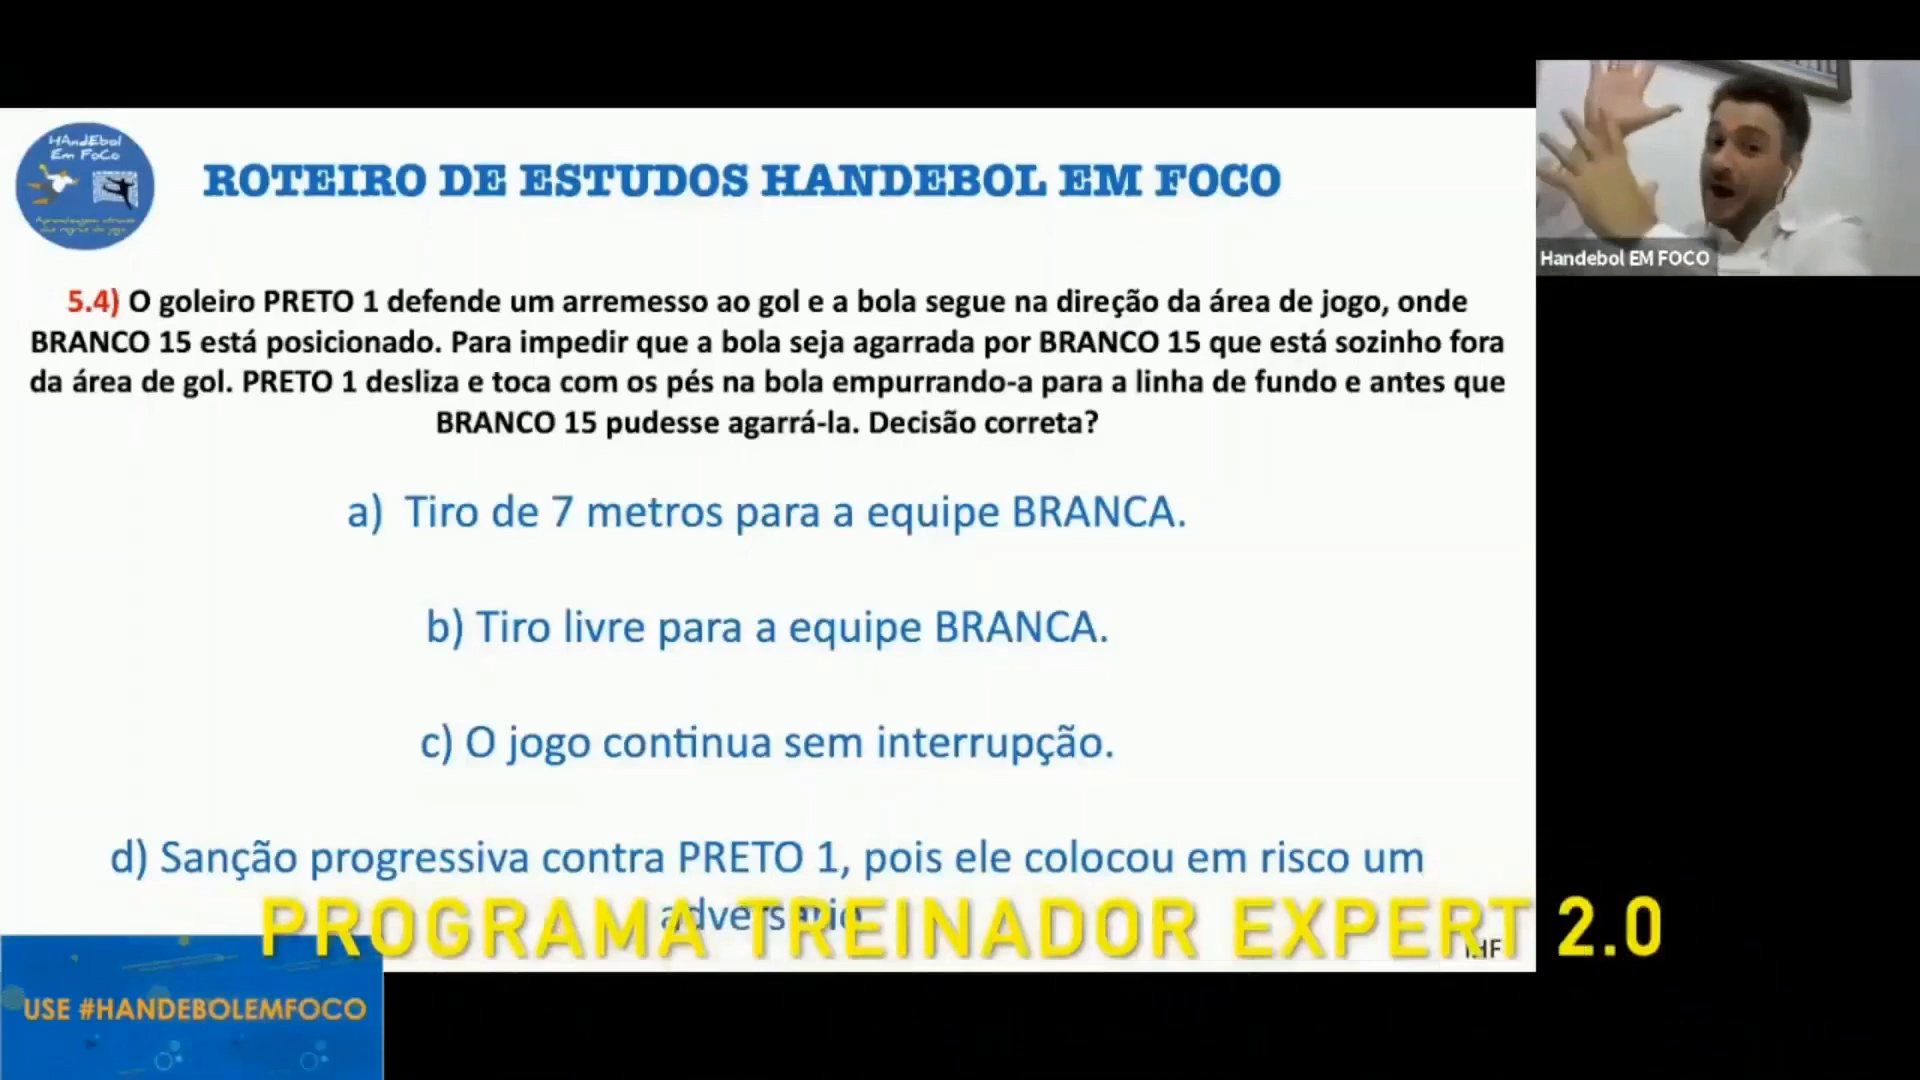 HAndEbol
Em FoCo
ROTEIRO DE ESTUDOS HANDEBOL EM FOCO
Handebol EM FOCO
5.4) O goleiro PRETO 1 defende um arremesso ao gol e a bola segue na direção da área de jogo, onde
BRANCO 15 está posicionado. Para impedir que a bola seja agarrada por BRANCO 15 que está sozinho fora
da área de gol. PRETO 1 desliza e toca com os pés na bola empurrando-a para a linha de fundo e antes que
BRANCO 15 pudesse agarrá-la. Decisão correta?
a) Tiro de 7 metros para a equipe BRANCA.
b) Tiro livre para a equipe BRANCA.
c) O jogo continua sem interrupção.
d) Sanção progressiva contra PRETO 1, pois ele colocou em risco um
PROGRAMA TREINADOR EXPERT 2.0
USE #HANDEBOLEMFOCO